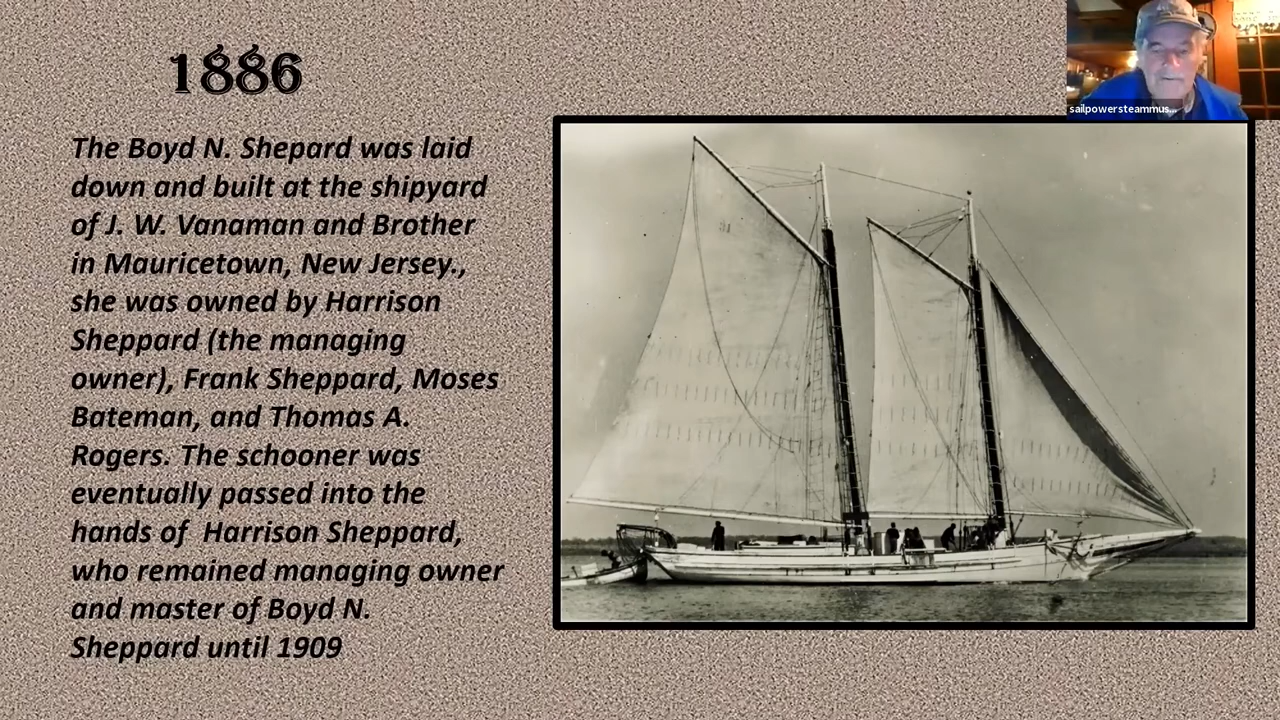 1886
The Boyd N. Shepard was laid
down and built at the shipyard
of J. W. Vanaman and Brother
in Mauricetown, New Jersey.,
she was owned by Harrison
Sheppard (the managing
owner), Frank Sheppard, Moses
Bateman, and Thomas A.
Rogers. The schooner was
eventually passed into the
hands of  Harrison Sheppard,
who remained managing owner
and master of Boyd N.
Sheppard until 1909
sailpowersteammus...
31